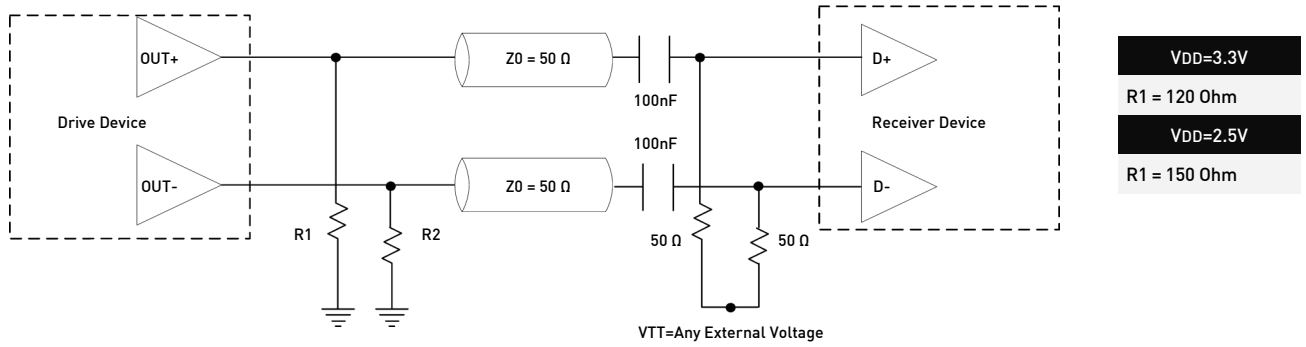 OUT+
Z0 = 50 Ω
D+
100nF
Drive Device
Receiver Device
100nF
OUT-
Z0 = 50 Ω
D-
R1
R2
50 Ω
50 Ω
VTT=Any External Voltage
VDD=3.3V
R1 = 120 Ohm
VDD=2.5V
R1 = 150 Ohm